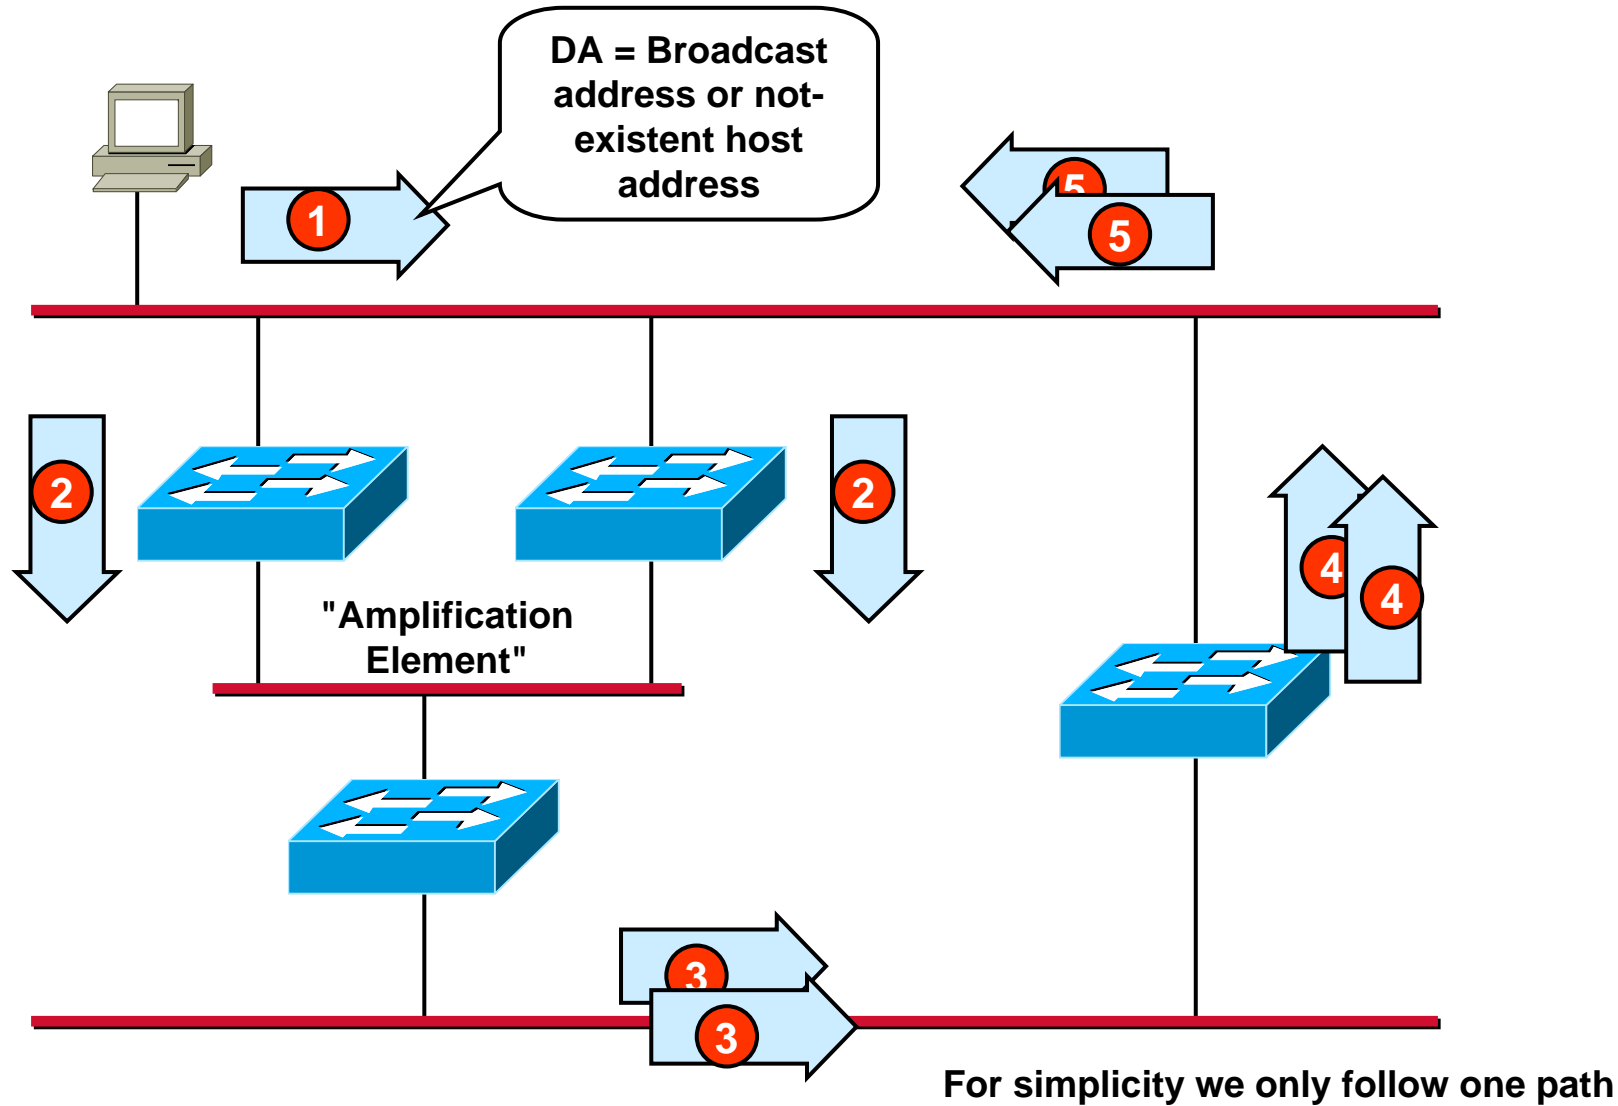 DA = Broadcast
address or not-
existent host
address
1
5
5
2
2
4
4
"Amplification
Element"
3
3
For simplicity we only follow one path